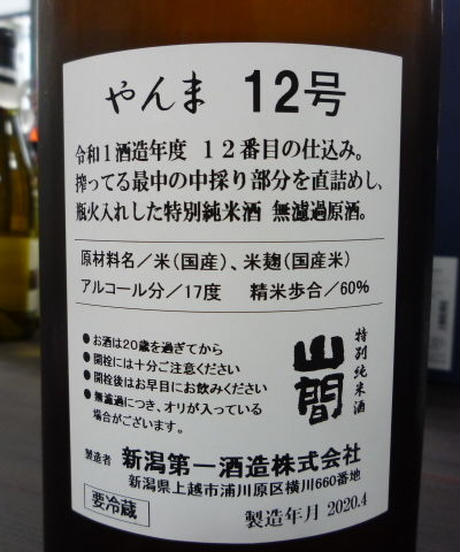 やんま 12号
令和1酒造年度 12番目の仕込み。
搾ってる最中の中採り部分を直詰めし、
瓶火入れした特別純米酒 無濾過原酒。
原材料名／米（国産）、米麹（国産米）
アルコール分／17度 精米歩合／60%
●お酒は20歳を過ぎてから
●開栓には十分ご注意ください
●開栓後はお早目にお飲みください
●無濾過につき、オリが入っている
場合がございます。
特別純米酒
山間
製造者 新潟第一酒造株式会社
新潟県上越市浦川原区横川660番地
要冷蔵
製造年月 2020.4